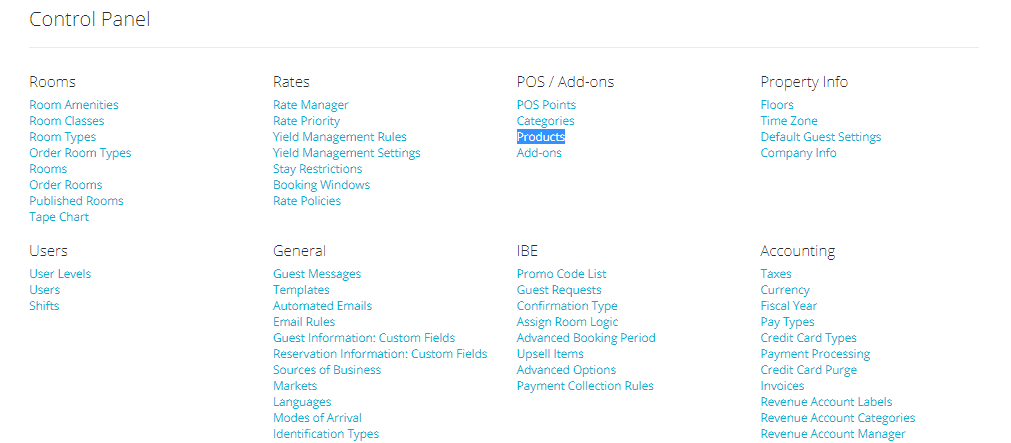 Control Panel
Rooms
Room Amenities
Room Classes
Room Types
Order Room Types
Rooms
Order Rooms
Published Rooms
Tape Chart
Rates
Rate Manager
Rate Priority
Yield Management Rules
Yield Management Settings
Stay Restrictions
Booking Windows
Rate Policies
POS / Add-ons
POS Points
Categories
Products
Add-ons
Property Info
Floors
Time Zone
Default Guest Settings
Company Info
Users
User Levels
Users
Shifts
General
Guest Messages
Templates
Automated Emails
Email Rules
Guest Information: Custom Fields
Reservation Information: Custom Fields
Sources of Business
Markets
Languages
Modes of Arrival
Identification Types
IBE
Promo Code List
Guest Requests
Confirmation Type
Assign Room Logic
Advanced Booking Period
Upsell Items
Advanced Options
Payment Collection Rules
Accounting
Taxes
Currency
Fiscal Year
Pay Types
Credit Card Types
Payment Processing
Credit Card Purge
Invoices
Revenue Account Labels
Revenue Account Categories
Revenue Account Manager